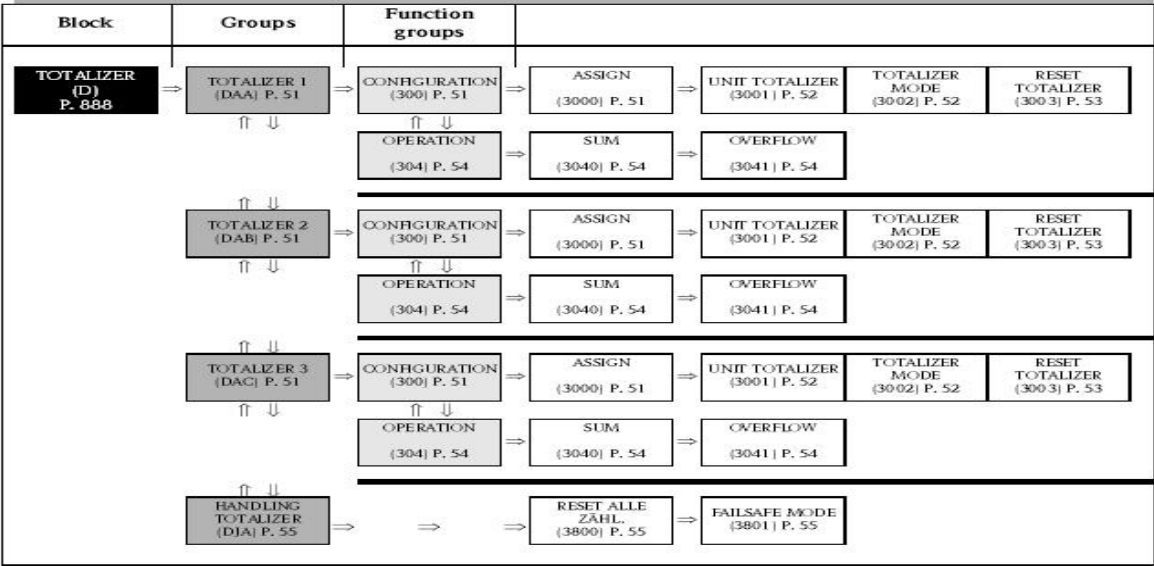 Block
Groups
Function
groups
TOTALIZER
(D)
P. 888
TOTALIZER 1
(DAA) P. 51
CONFIGURATION
(300) P. 51
ASSIGN
(3000) P. 51
UNIT TOTALIZER
(3001) P. 52
TOTALIZER
MODE
(3002) P. 52
RESET
TOTALIZER
(3003) P. 53
OPERATION
(304) P. 54
SUM
(3040) P. 54
OVERFLOW
(3041) P. 54
TOTALIZER 2
(DAB) P. 51
CONFIGURATION
(300) P. 51
ASSIGN
(3000) P. 51
UNIT TOTALIZER
(3001) P. 52
TOTALIZER
MODE
(3002) P. 52
RESET
TOTALIZER
(3003) P. 53
OPERATION
(304) P. 54
SUM
(3040) P. 54
OVERFLOW
(3041) P. 54
TOTALIZER 3
(DAC) P. 51
CONFIGURATION
(300) P. 51
ASSIGN
(3000) P. 51
UNIT TOTALIZER
(3001) P. 52
TOTALIZER
MODE
(3002) P. 52
RESET
TOTALIZER
(3003) P. 53
OPERATION
(304) P. 54
SUM
(3040) P. 54
OVERFLOW
(3041) P. 54
HANDLING
TOTALIZER
(DJA) P. 55
RESET ALLE
ZÄHL.
(3800) P. 55
FAILSAFE MODE
(3801) P. 55